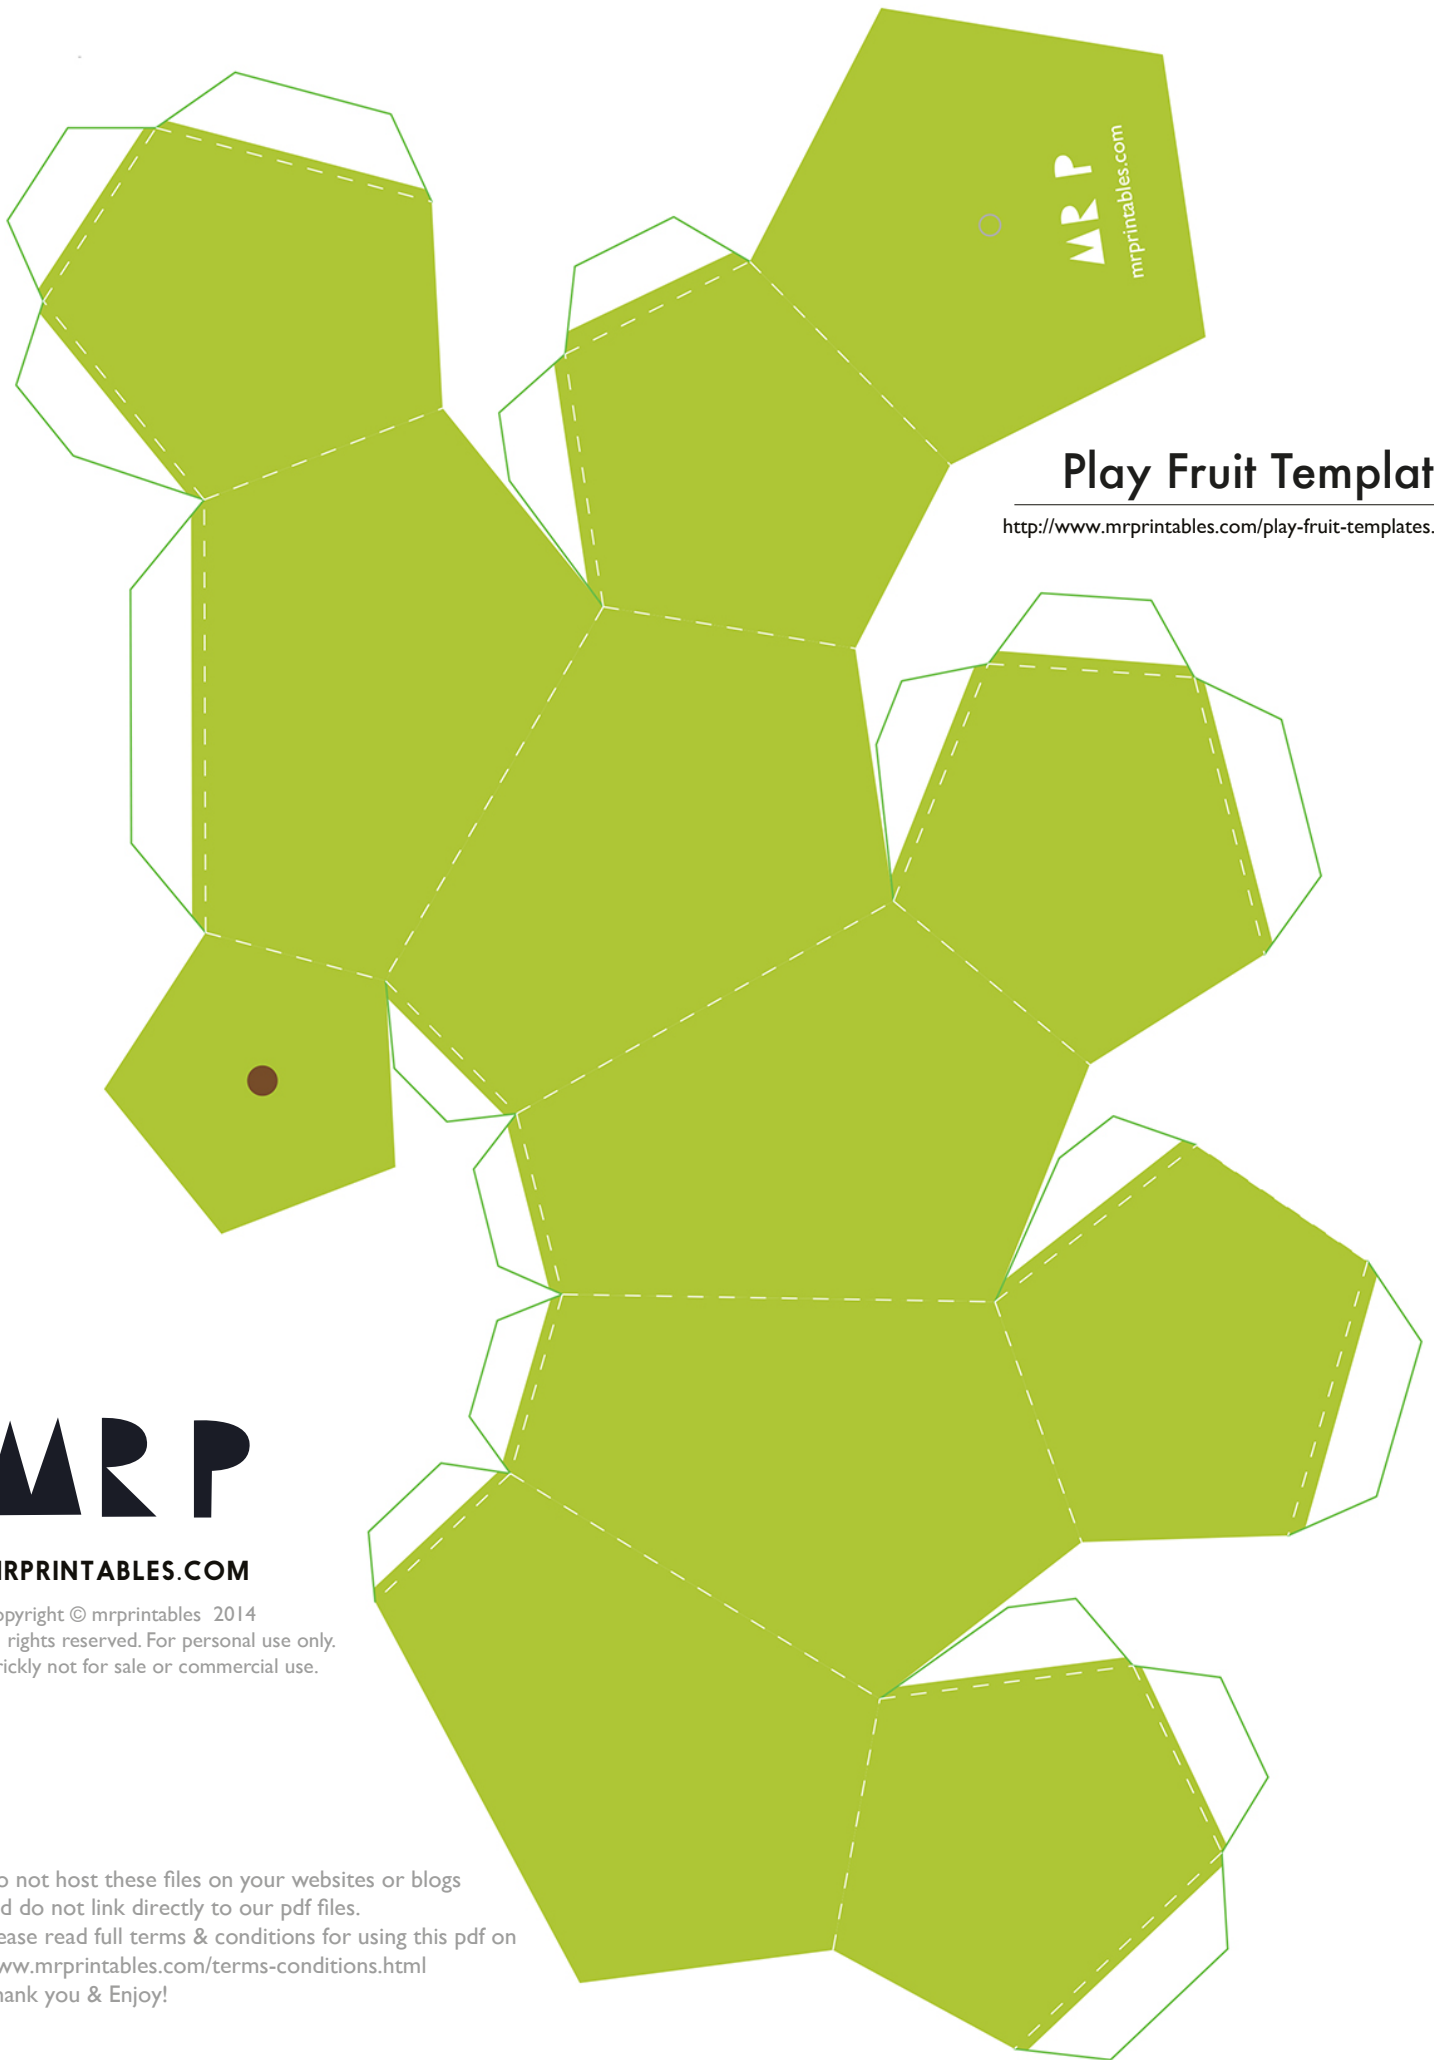 MRP
mrprintables.com
Play Fruit Templat
http://www.mrprintables.com/play-fruit-templates.
MRP
MRPRINTABLES.COM
opyright © mrprintables 2014
rights reserved. For personal use only.
rickly not for sale or commercial use.
o not host these files on your websites or blogs
d do not link directly to our pdf files.
ease read full terms & conditions for using this pdf on
ww.mrprintables.com/terms-conditions.html
hank you & Enjoy!